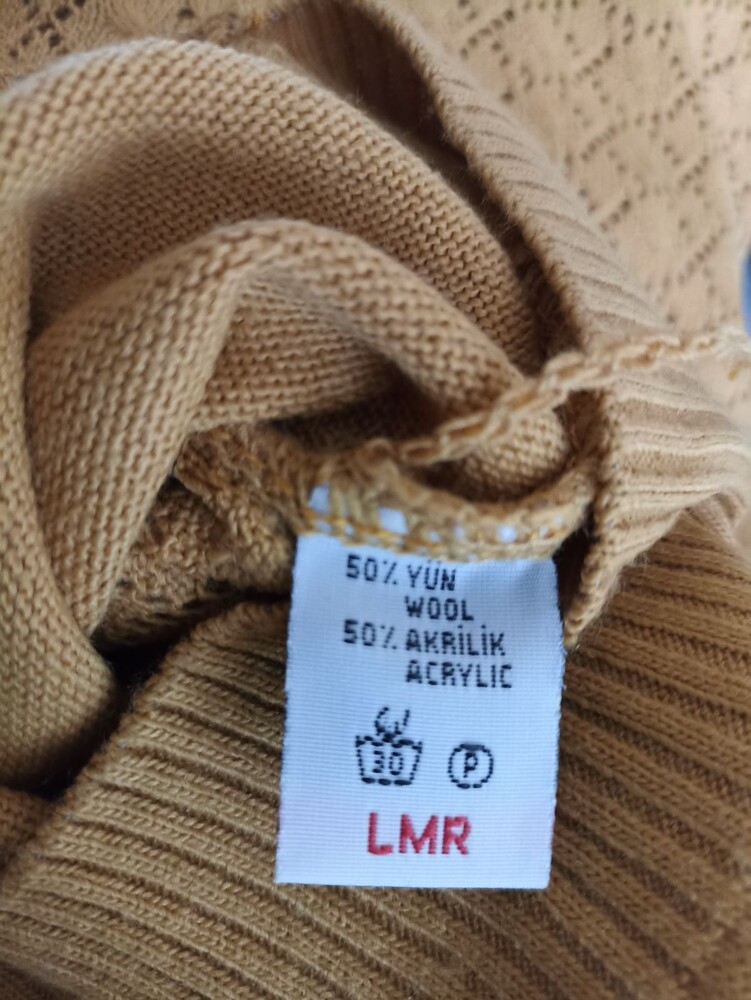 50% YÜN
WOOL
50% AKRİLİK
ACRYLIC
30 P
LMR